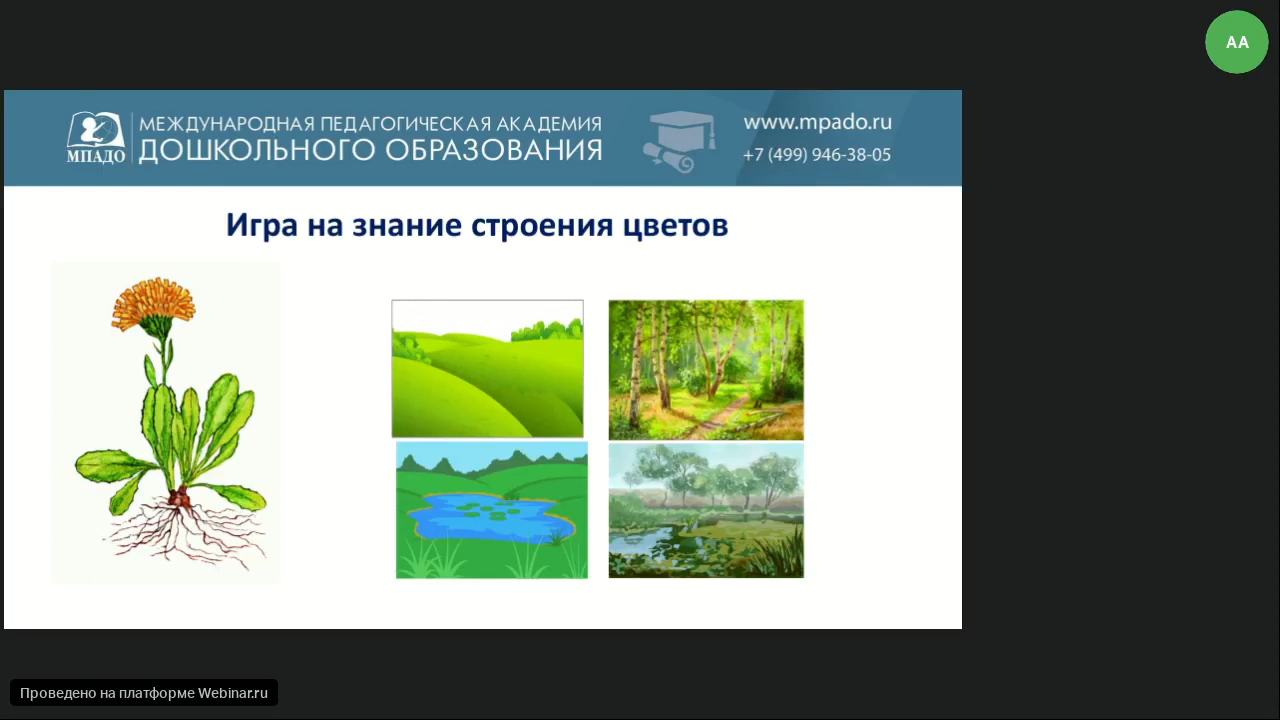 АА
МПАДО
МЕЖДУНАРОДНАЯ ПЕДАГОГИЧЕСКАЯ АКАДЕМИЯ
ДОШКОЛЬНОГО ОБРАЗОВАНИЯ
www.mpado.ru
+7 (499) 946-38-05
Игра на знание строения цветов
Проведено на платформе Webinar.ru